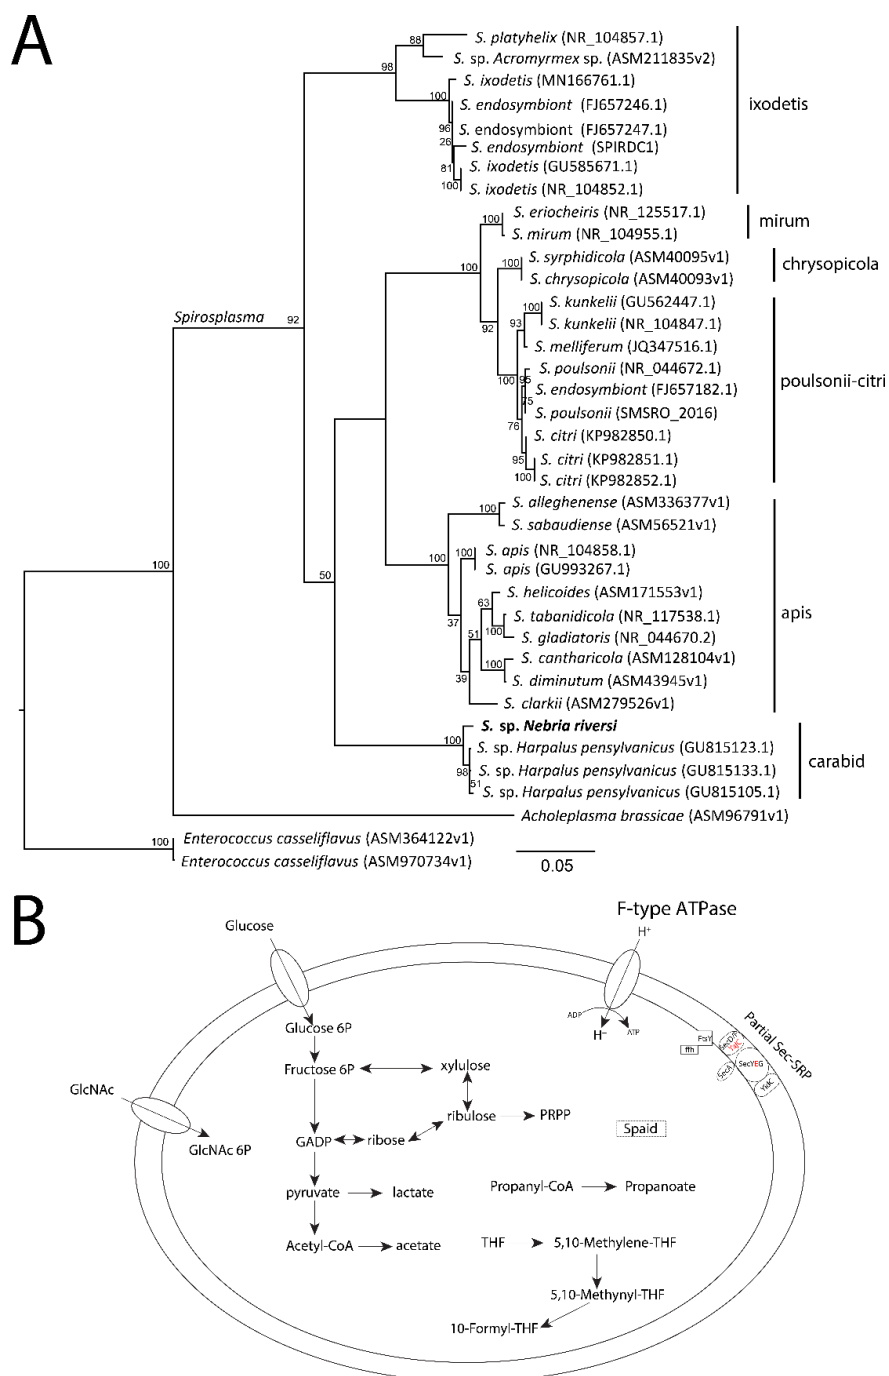 A
88
S. platyhelix (NR_104857.1)
S. sp. Acromyrmex sp. (ASM211835v2)
98
S. ixodetis (MN166761.1)
100
S. endosymbiont (FJ657246.1)
ixodetis
96
S. endosymbiont (FJ657247.1)
26
S. endosymbiont (SPIRDC1)
81
S. ixodetis (GU585671.1)
100
S. ixodetis (NR_104852.1)
100
S. eriocheiris (NR_125517.1)
mirum
S. mirum (NR_104955.1)
100
100
S. syrphidicola (ASM40095v1)
chrysopicola
S. chrysopicola (ASM40093v1)
100
S. kunkelii (GU562447.1)
Spirosplasma
92
92
93
S. kunkelii (NR_104847.1)
S. melliferum (JQ347516.1)
S. poulsonii (NR_044672.1)
100
95
poulsonii-citri
S. endosymbiont (FJ657182.1)
75
S. poulsonii (SMSRO_2016)
76
S. citri (KP982850.1)
95
S. citri (KP982851.1)
100
S. citri (KP982852.1)
100
S. alleghenense (ASM336377v1)
S. sabaudiense (ASM56521v1)
100
100
100
S. apis (NR_104858.1)
S. apis (GU993267.1)
50
S. helicoides (ASM171553v1)
63
apis
37
S. tabanidicola (NR_117538.1)
51
100
S. gladiatoris (NR_044670.2)
S. cantharicola (ASM128104v1)
100
39
S. diminutum (ASM43945v1)
S. clarkii (ASM279526v1)
S. sp. Nebria riversi
100
S. sp. Harpalus pensylvanicus (GU815123.1)
carabid
98
S. sp. Harpalus pensylvanicus (GU815133.1)
51
S. sp. Harpalus pensylvanicus (GU815105.1)
Acholeplasma brassicae (ASM96791v1)
100
Enterococcus casseliflavus (ASM364122v1)
Enterococcus casseliflavus (ASM970734v1)
0.05
B
F-type ATPase
Glucose
H+
ADP
ATP
H+
Partial Sec-SRP
Glucose 6P
FtsY
SecD/F
YajC
ffh
SecYEG
SecA
YidC
Fructose 6P
xylulose
GlcNAc
ribulose
PRPP
Spaid
GlcNAc 6P
GADP
ribose
pyruvate
lactate
Propanyl-CoA
Propanoate
Acetyl-CoA
acetate
THF
5,10-Methylene-THF
5,10-Methynyl-THF
10-Formyl-THF